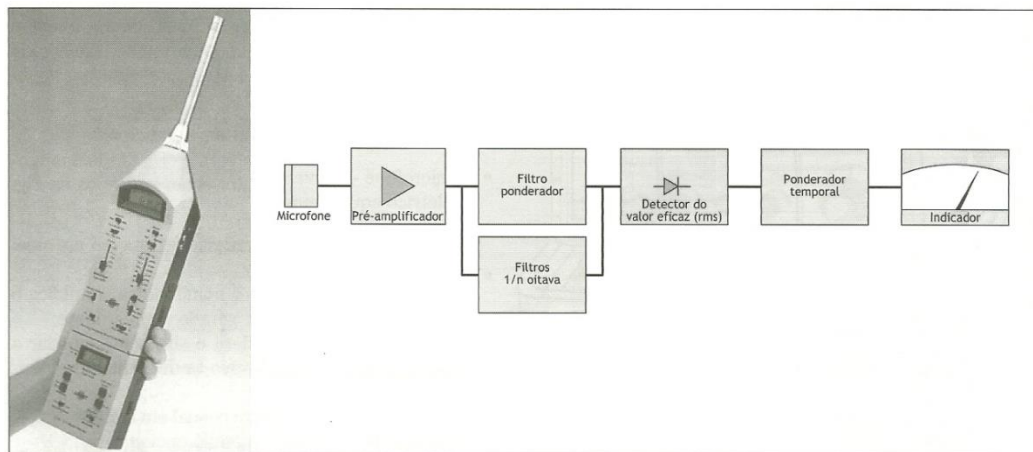 Microfone
Pré-amplificador
Filtro
ponderador
Filtros
1/n oitava
Detector do
valor eficaz (rms)
Ponderador
temporal
Indicador